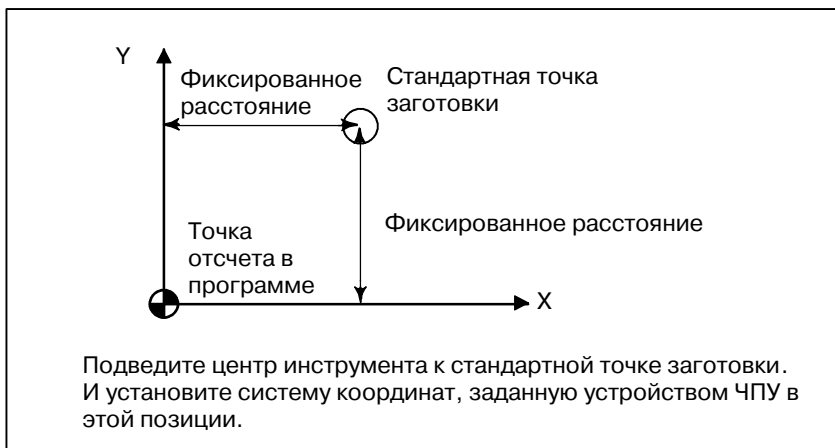 Y
Фиксированное
расстояние
Стандартная точка
заготовки
Фиксированное расстояние
Точка
отсчета в
программе
X
Подведите центр инструмента к стандартной точке заготовки.
И установите систему координат, заданную устройством ЧПУ в
этой позиции.